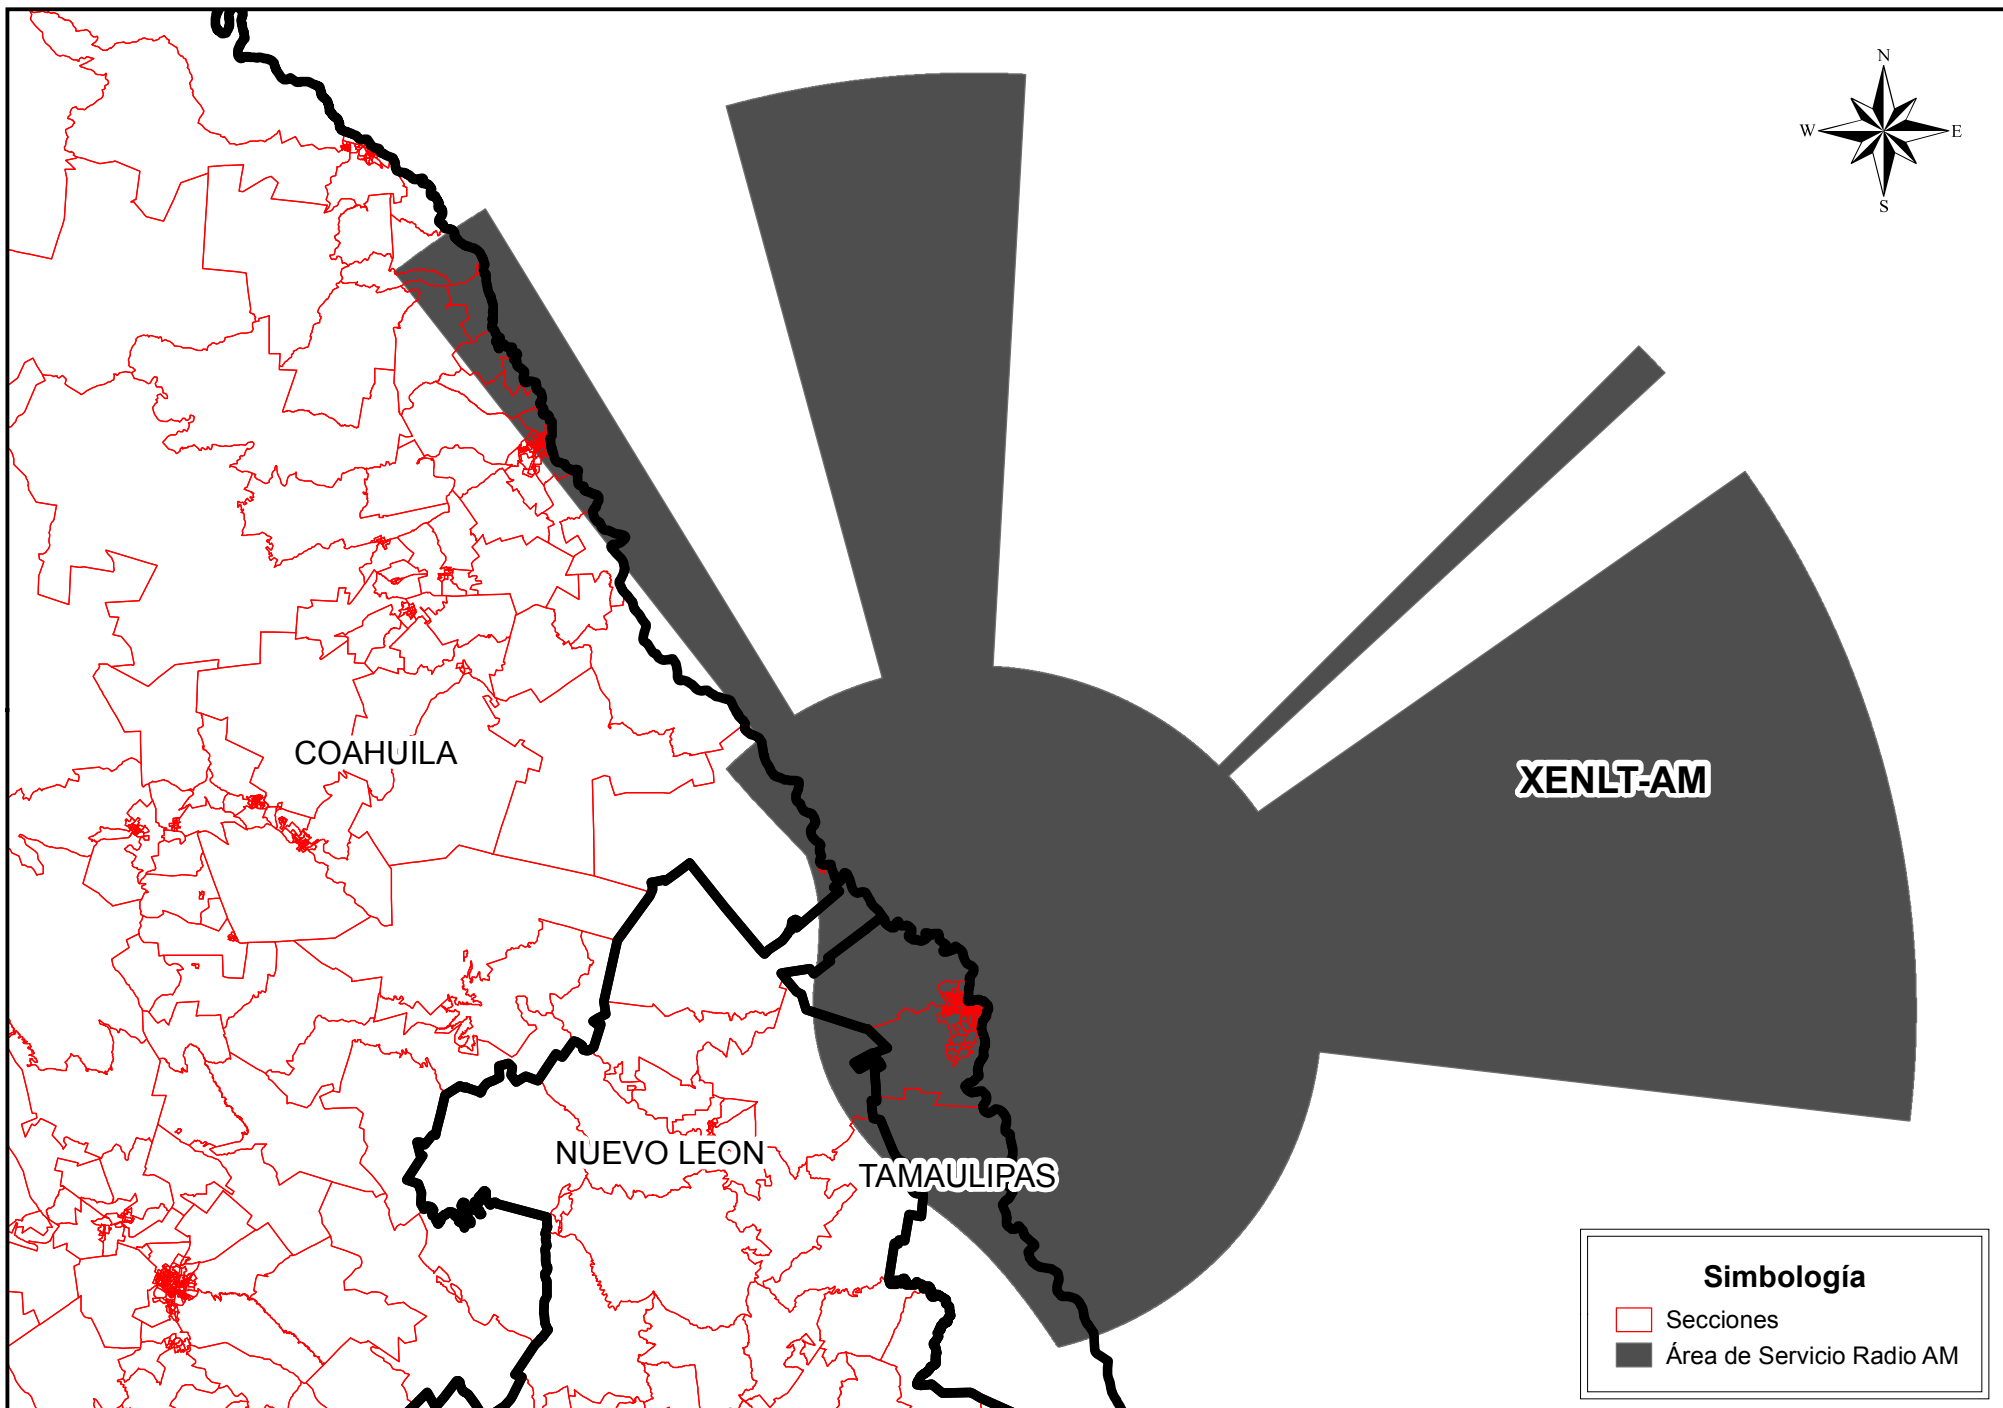 N
W E
S
COAHUILA
XENLT-AM
NUEVO LEON
TAMAULIPAS
Simbología
Secciones
Área de Servicio Radio AM